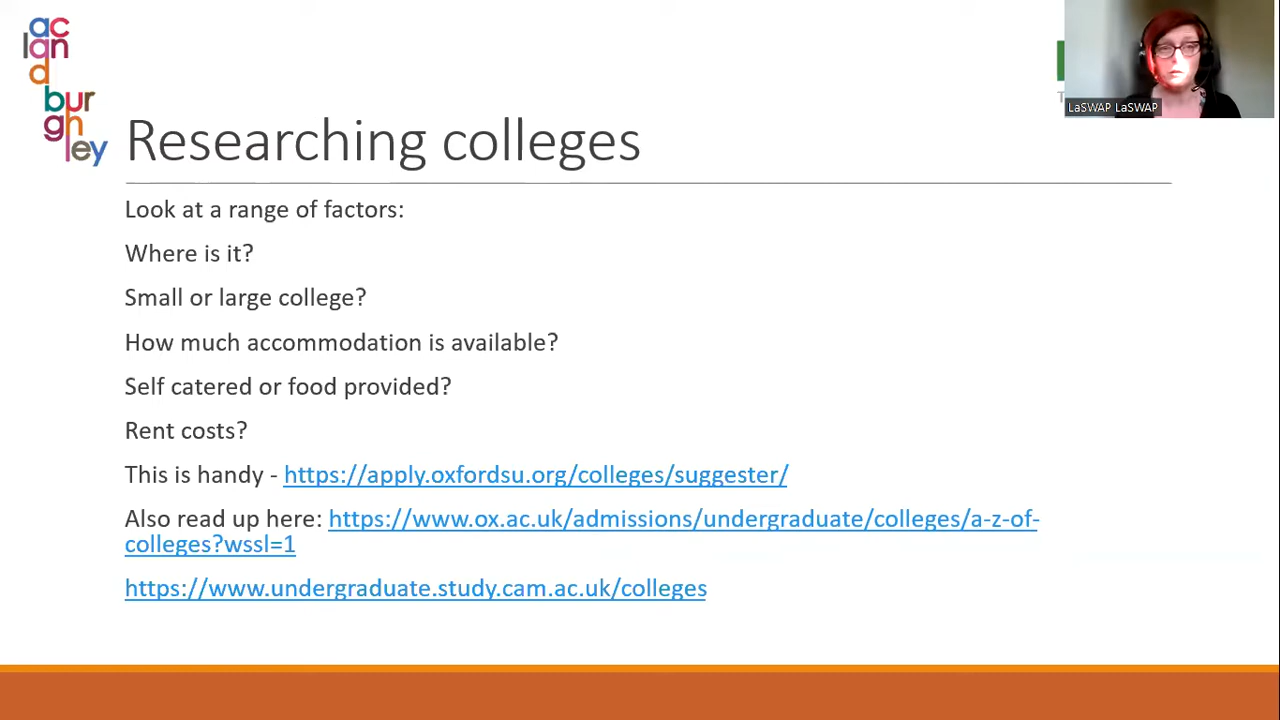 ac
lan
d
bur
gh
ley
LaSWAP LaSWAP
Researching colleges
Look at a range of factors:
Where is it?
Small or large college?
How much accommodation is available?
Self catered or food provided?
Rent costs?
This is handy - https://apply.oxfordsu.org/colleges/suggester/
Also read up here: https://www.ox.ac.uk/admissions/undergraduate/colleges/a-z-of-
colleges?wssl=1
https://www.undergraduate.study.cam.ac.uk/colleges